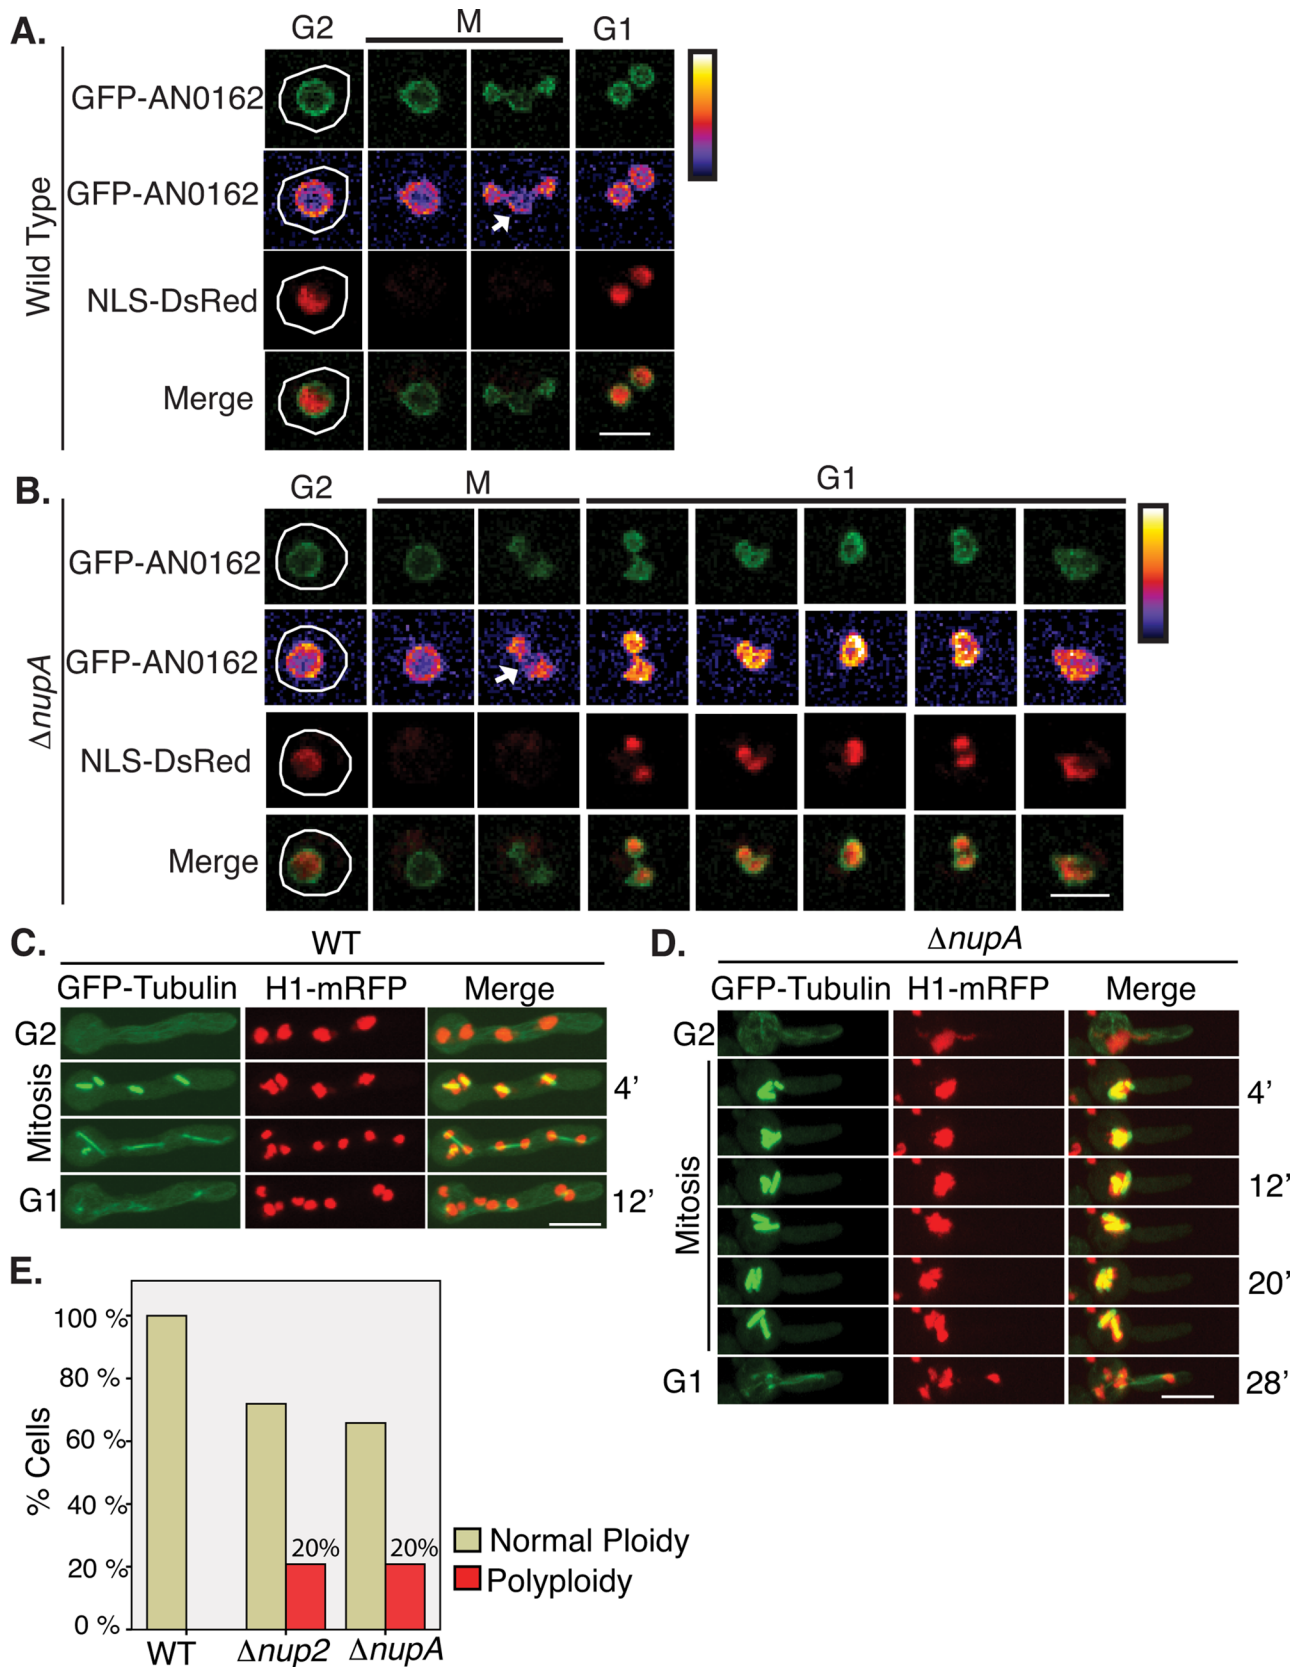 A.
G2 M G1
Wild Type
GFP-AN0162
GFP-AN0162
NLS-DsRed
Merge
B.
G2 M G1
ΔnupA
GFP-AN0162
GFP-AN0162
NLS-DsRed
Merge
C.
WT
GFP-Tubulin H1-mRFP Merge
G2
Mitosis
4’
G1 12’
D.
ΔnupA
GFP-Tubulin H1-mRFP Merge
G2
Mitosis
4’
12’
20’
G1 28’
E.
% Cells
100 %
80 %
60 %
40 %
20 %
0 %
20% 20%
WT Δnup2 ΔnupA
Normal Ploidy
Polyploidy